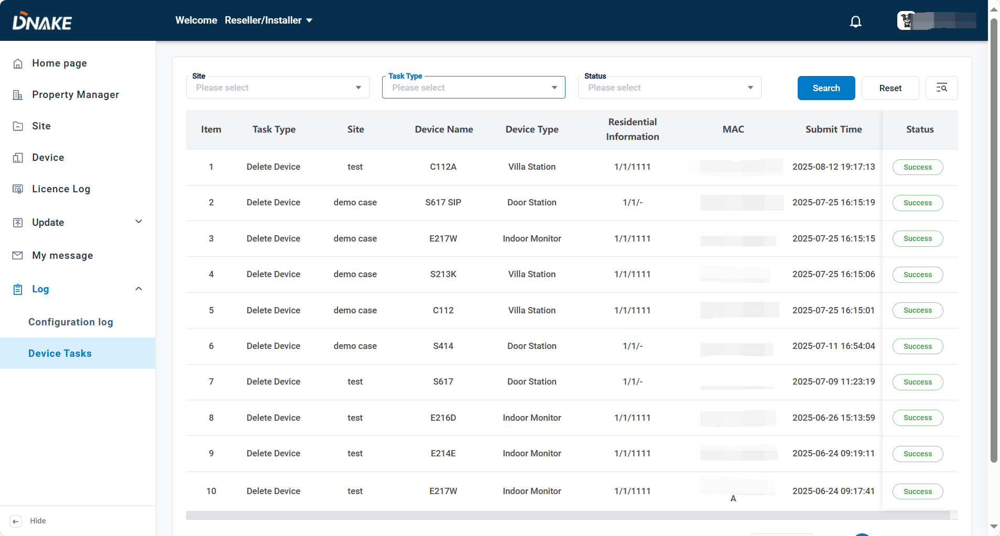 DNAKE
Welcome Reseller/Installer
Home page
Property Manager
Site
Device
Licence Log
Update
My message
Log
Configuration log
Device Tasks
Hide
Site Task Type Status
Please select Please select Please select Search Reset
Item Task Type Site Device Name Device Type Residential Information MAC Submit Time Status
1 Delete Device test C112A Villa Station 1/1/1111 2025-08-12 19:17:13 Success
2 Delete Device demo case S617 SIP Door Station 1/1/- 2025-07-25 16:15:19 Success
3 Delete Device demo case E217W Indoor Monitor 1/1/1111 2025-07-25 16:15:15 Success
4 Delete Device demo case S213K Villa Station 1/1/1111 2025-07-25 16:15:06 Success
5 Delete Device demo case C112 Villa Station 1/1/1111 2025-07-25 16:15:01 Success
6 Delete Device demo case S414 Door Station 1/1/- 2025-07-11 16:54:04 Success
7 Delete Device test S617 Door Station 1/1/- 2025-07-09 11:23:19 Success
8 Delete Device test E216D Indoor Monitor 1/1/1111 2025-06-26 15:13:59 Success
9 Delete Device test E214E Indoor Monitor 1/1/1111 2025-06-24 09:19:11 Success
10 Delete Device test E217W Indoor Monitor 1/1/1111 A 2025-06-24 09:17:41 Success